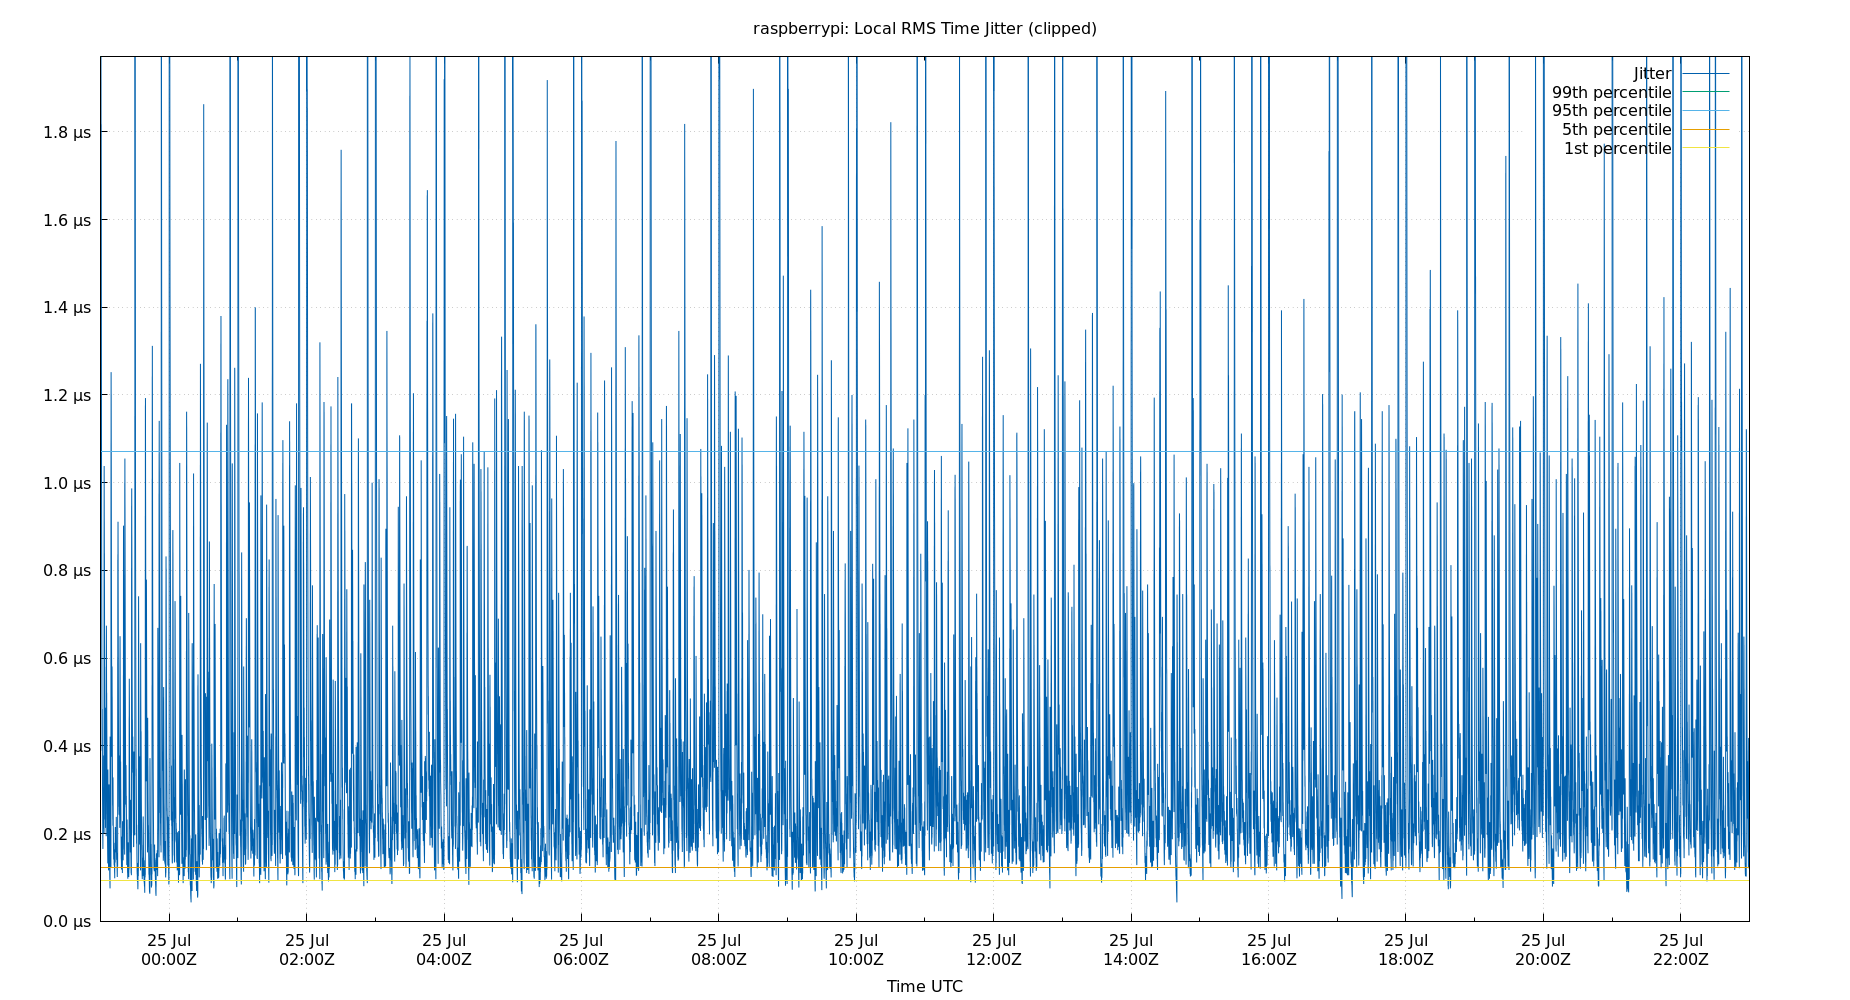 raspberrypi: Local RMS Time Jitter (clipped)
Jitter
99th percentile
95th percentile
5th percentile
1st percentile
1.8 µs
1.6 µs
1.4 µs
1.2 µs
1.0 µs
0.8 µs
0.6 µs
0.4 µs
0.2 µs
0.0 µs
25 Jul 25 Jul 25 Jul 25 Jul 25 Jul 25 Jul 25 Jul 25 Jul 25 Jul 25 Jul 25 Jul 25 Jul
00:00Z 02:00Z 04:00Z 06:00Z 08:00Z 10:00Z 12:00Z 14:00Z 16:00Z 18:00Z 20:00Z 22:00Z
Time UTC